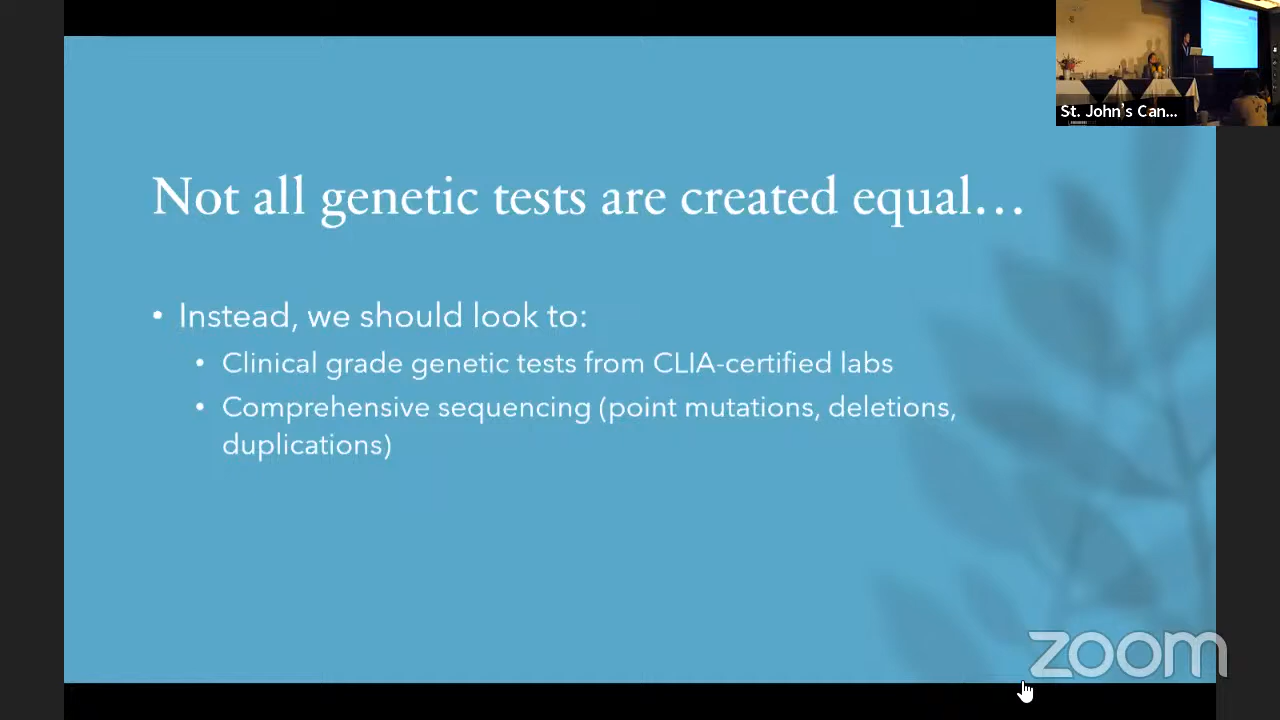 St. John's Can...
Not all genetic tests are created equal...
• Instead, we should look to:
• Clinical grade genetic tests from CLIA-certified labs
• Comprehensive sequencing (point mutations, deletions,
duplications)
zoom